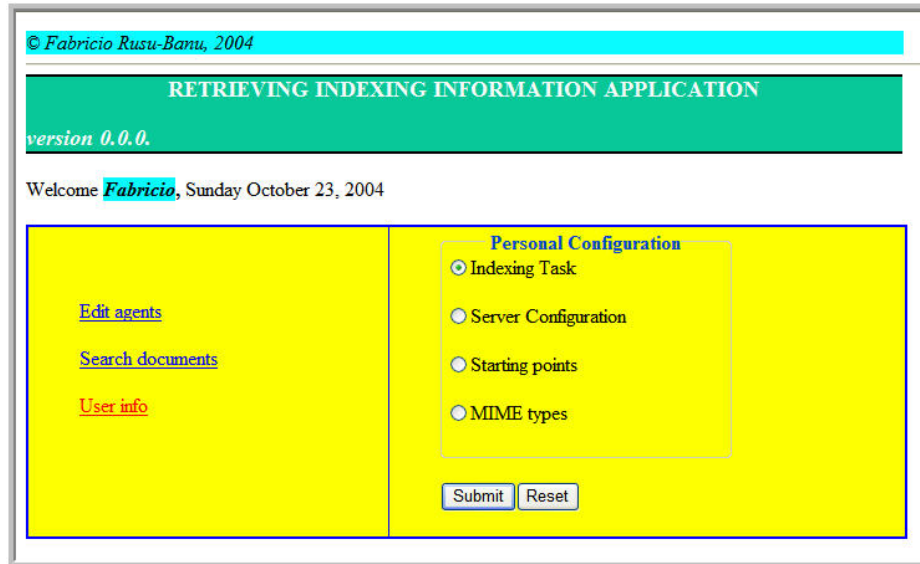 © Fabricio Rusu-Banu, 2004
RETRIEVING INDEXING INFORMATION APPLICATION
version 0.0.0.
Welcome Fabricio, Sunday October 23, 2004
Edit agents
Search documents
User info
Personal Configuration
Indexing Task
Server Configuration
Starting points
MIME types
Submit Reset